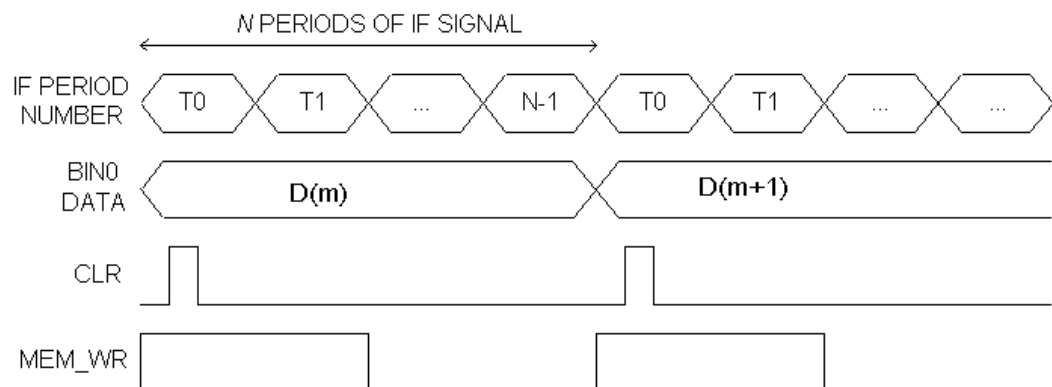 N PERIODS OF IF SIGNAL
IF PERIOD
NUMBER
T0 T1 ... N-1 T0 T1 ... ...
BIN0
DATA
D(m) D(m+1)
CLR
MEM_WR